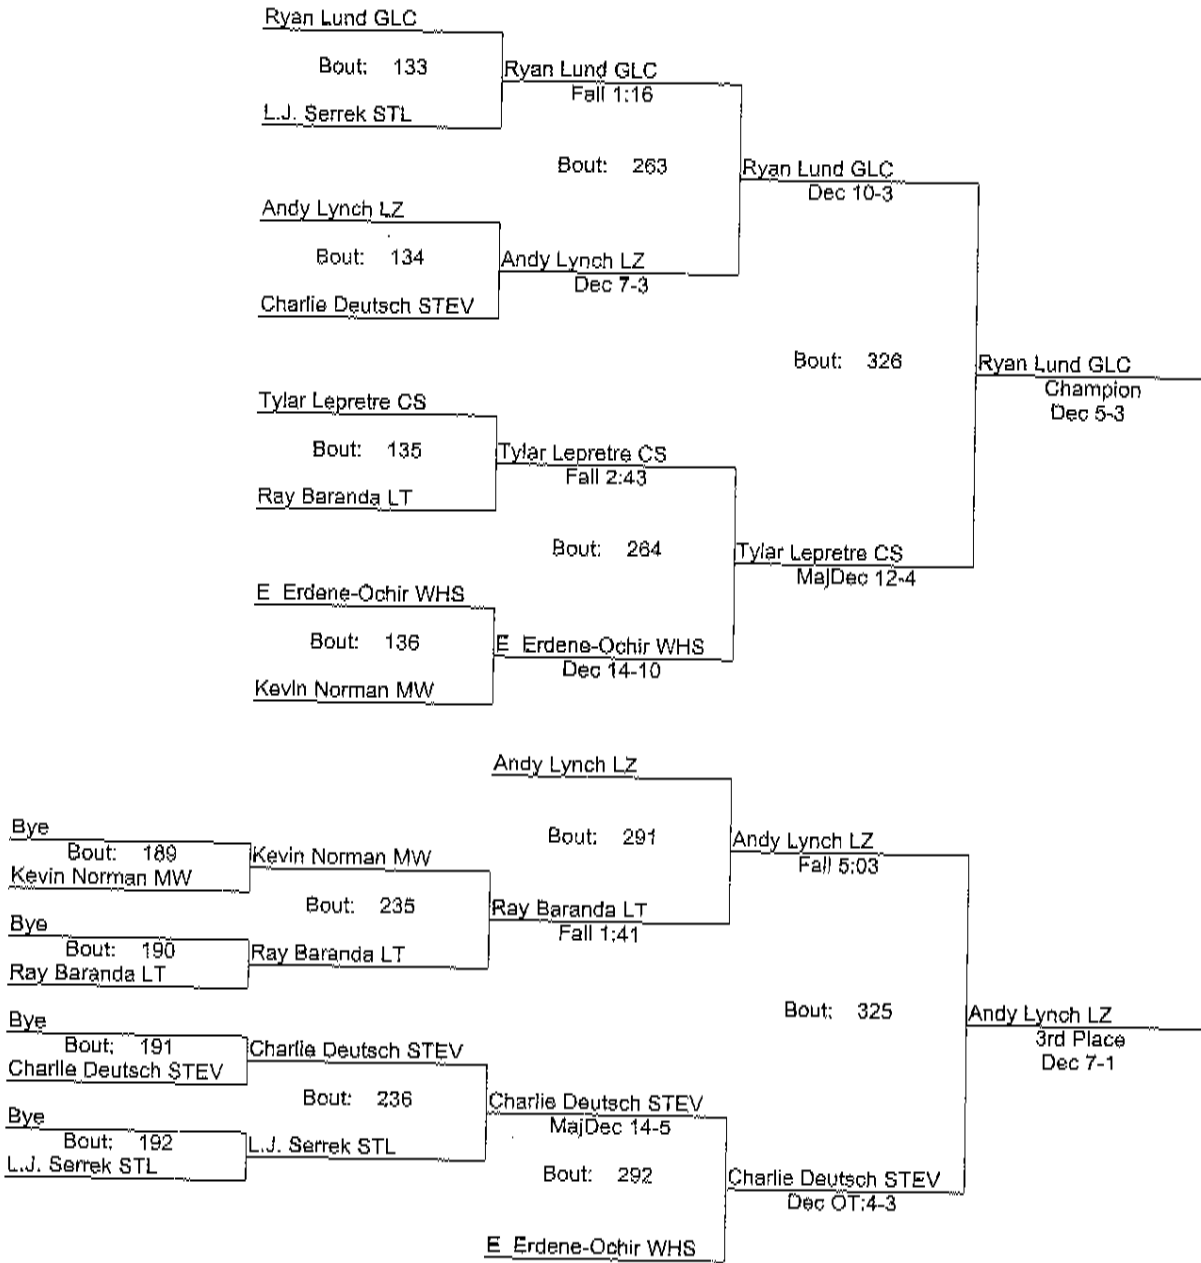 Ryan Lund GLC
Bout: 133
Ryan Lund GLC
Fall 1:16
L.J. Serrek STL
Bout: 263
Ryan Lund GLC
Dec 10-3
Andy Lynch LZ
Bout: 134
Andy Lynch LZ
Dec 7-3
Charlie Deutsch STEV
Bout: 326
Ryan Lund GLC
Champion
Dec 5-3
Tylar Lepretre CS
Bout: 135
Tylar Lepretre CS
Fall 2:43
Ray Baranda LT
Bout: 264
Tylar Lepretre CS
MajDec 12-4
E Erdene-Ochir WHS
Bout: 136
E Erdene-Ochir WHS
Dec 14-10
Kevin Norman MW
Andy Lynch LZ
Bye
Bout: 189
Kevin Norman MW
Kevin Norman MW
Bout: 291
Andy Lynch LZ
Fall 5:03
Bout: 235
Ray Baranda LT
Fall 1:41
Bye
Bout: 190
Ray Baranda LT
Ray Baranda LT
Bout: 325
Andy Lynch LZ
3rd Place
Dec 7-1
Bye
Bout: 191
Charlie Deutsch STEV
Charlie Deutsch STEV
Bout: 236
Charlie Deutsch STEV
MajDec 14-5
Bye
Bout: 192
L.J. Serrek STL
L.J. Serrek STL
Bout: 292
Charlie Deutsch STEV
Dec OT:4-3
E Erdene-Ochir WHS